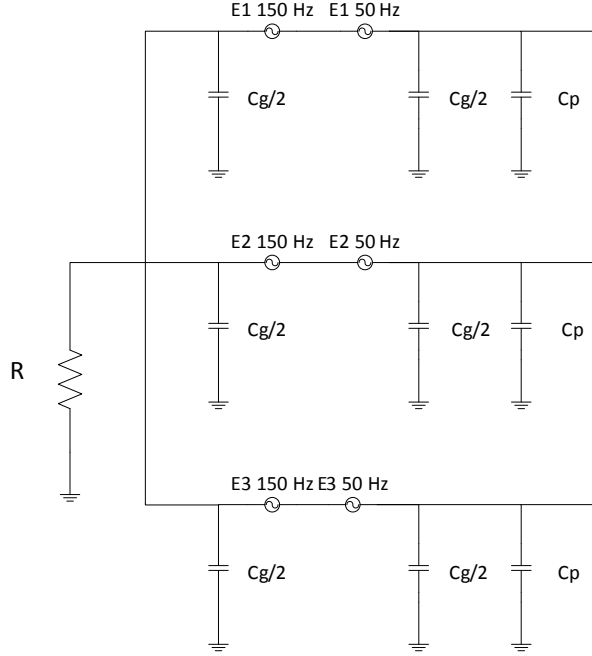 E1 150 Hz E1 50 Hz
Cg/2 Cg/2 Cp
E2 150 Hz E2 50 Hz
Cg/2 Cg/2 Cp
R
E3 150 Hz E3 50 Hz
Cg/2 Cg/2 Cp